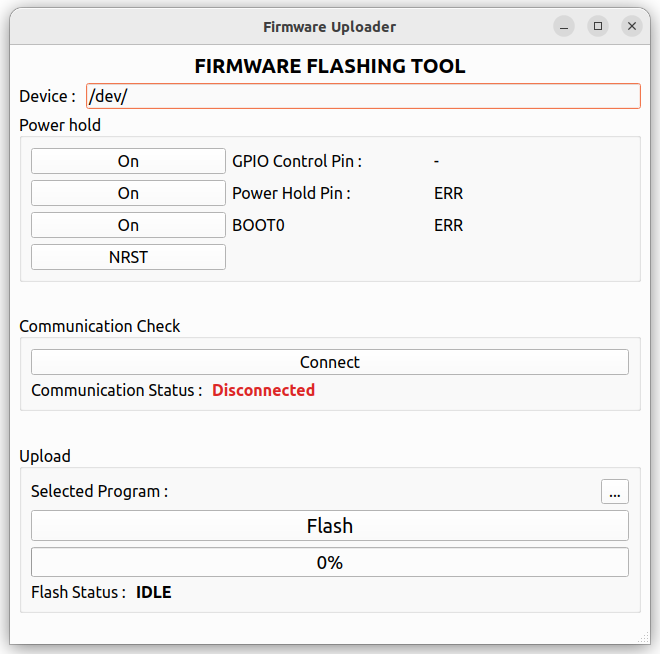 Firmware Uploader
FIRMWARE FLASHING TOOL
Device : /dev/
Power hold
On GPIO Control Pin : -
On Power Hold Pin : ERR
On BOOT0 ERR
NRST
Communication Check
Connect
Communication Status : Disconnected
Upload
Selected Program : ...
Flash
0%
Flash Status : IDLE